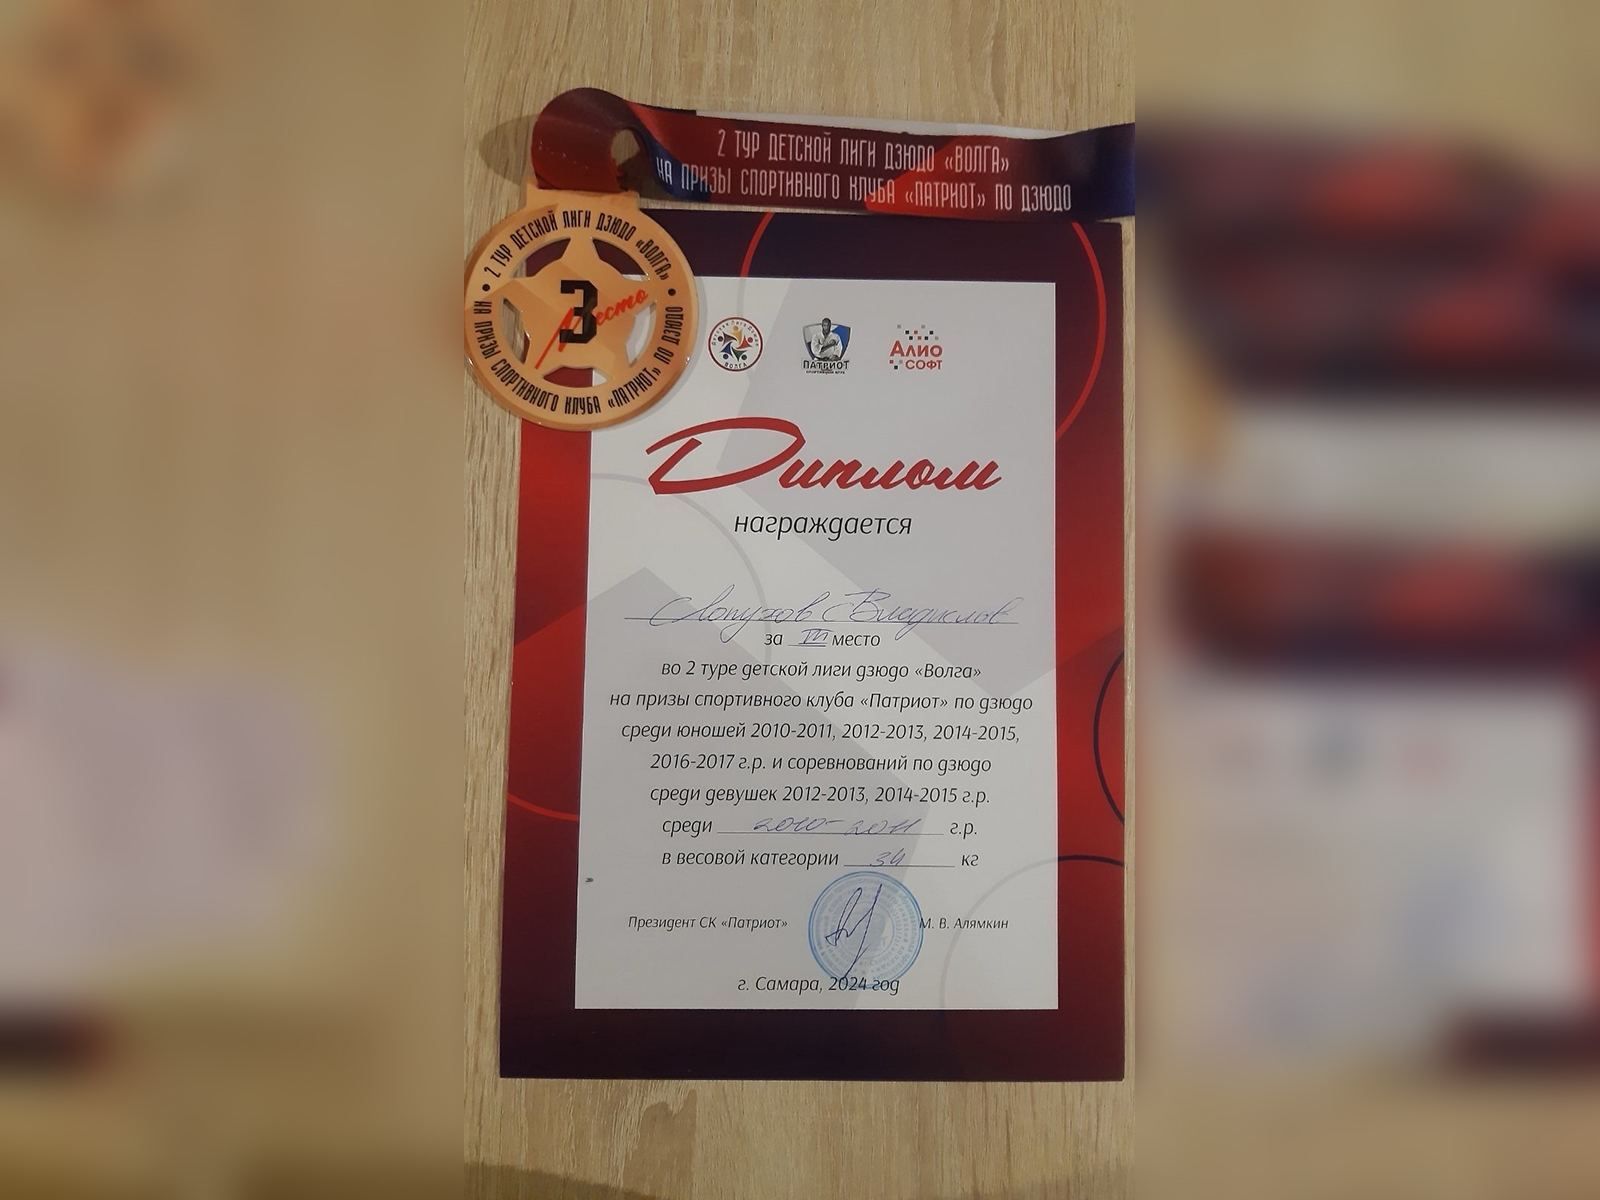 2 ТУР ДЕТСКОЙ ЛИГИ ДЗЮДО «ВОЛГА»
НА ПРИЗЫ СПОРТИВНОГО КЛУБА «ПАТРИОТ» ПО ДЗЮДО
• 2 ТУР ДЕТСКОЙ ЛИГИ ДЗЮДО «ВОЛГА» •
НА ПРИЗЫ СПОРТИВНОГО КЛУБА «ПАТРИОТ» ПО ДЗЮДО
3
Место
ВОЛГА
ПАТРИОТ
СПОРТИВНЫЙ КЛУБ
АЛИО
СОФТ
Диплом
награждается
Лопухов Владислав
за III место
во 2 туре детской лиги дзюдо «Волга»
на призы спортивного клуба «Патриот» по дзюдо
среди юношей 2010-2011, 2012-2013, 2014-2015,
2016-2017 г.р. и соревнований по дзюдо
среди девушек 2012-2013, 2014-2015 г.р.
среди 2010-2011 г.р.
в весовой категории 34 кг
Президент СК «Патриот» М. В. Алямкин
г. Самара, 2024 год